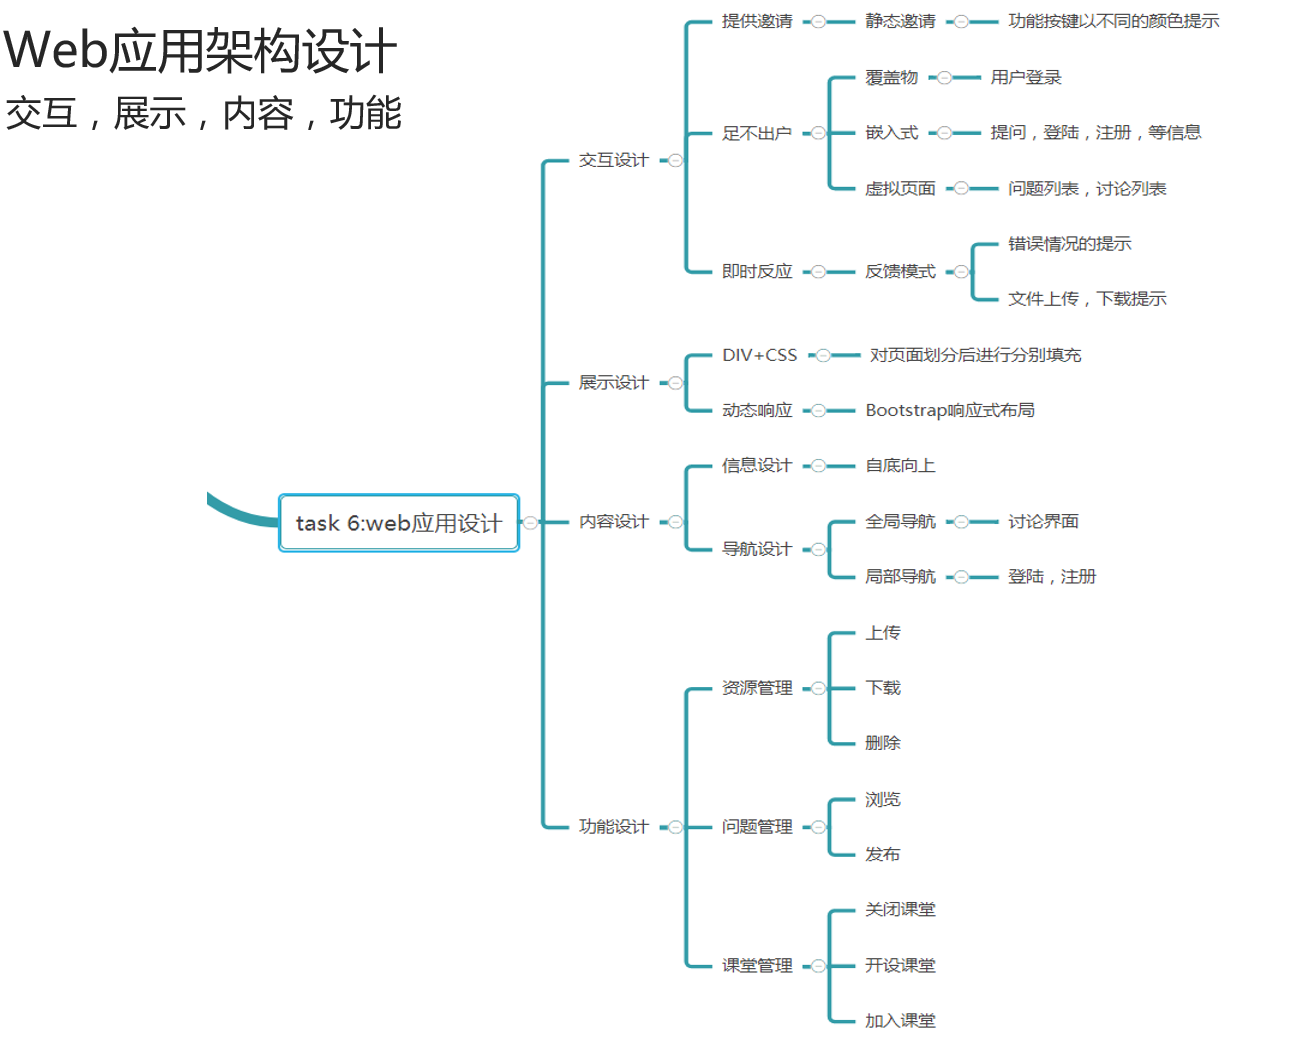 Web应用架构设计
交互，展示，内容，功能
task 6:web应用设计
交互设计
提供邀请
静态邀请
功能按键以不同的颜色提示
足不出户
覆盖物
用户登录
嵌入式
提问，登陆，注册，等信息
虚拟页面
问题列表，讨论列表
即时反应
反馈模式
错误情况的提示
文件上传，下载提示
展示设计
DIV+CSS
对页面划分后进行分别填充
动态响应
Bootstrap响应式布局
内容设计
信息设计
自底向上
导航设计
全局导航
讨论界面
局部导航
登陆，注册
功能设计
资源管理
上传
下载
删除
问题管理
浏览
发布
课堂管理
关闭课堂
开设课堂
加入课堂